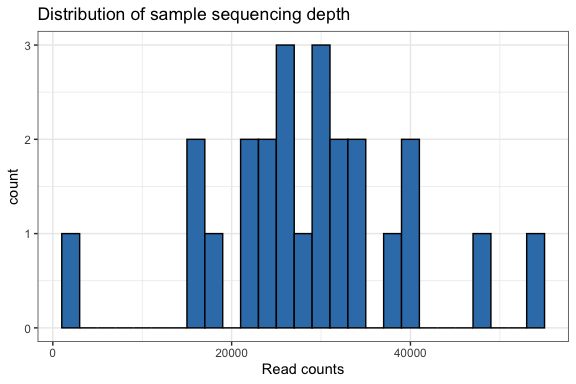 Distribution of sample sequencing depth
3
2
1
0
count
0 20000 40000
Read counts